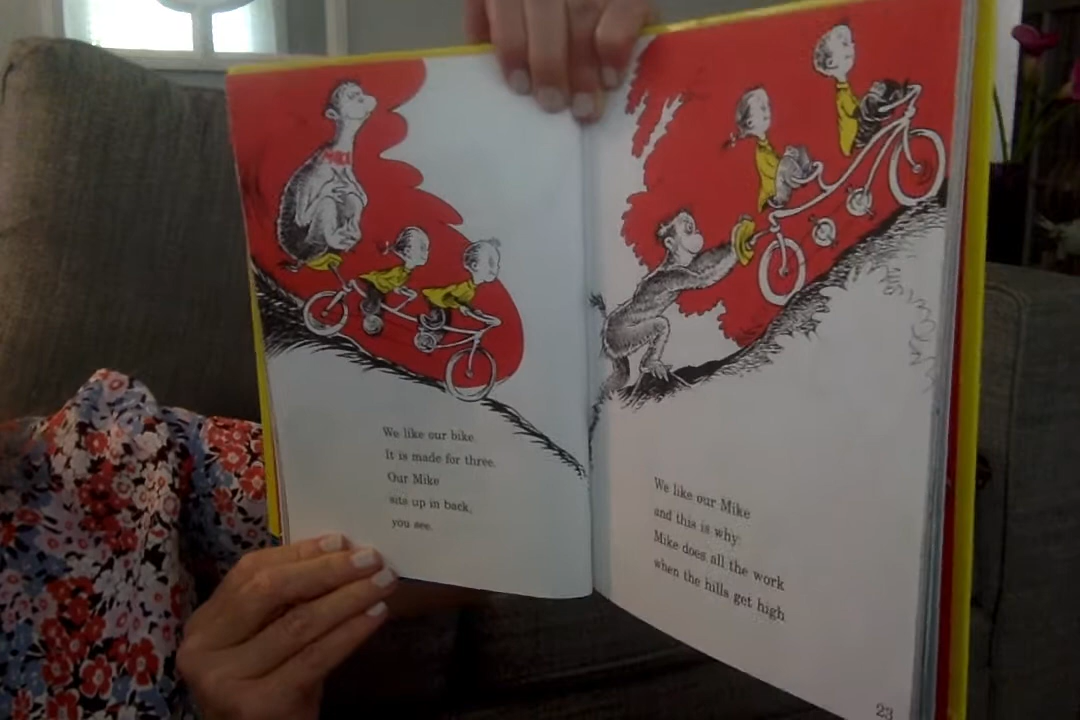 MIKE
We like our bike.
It is made for three.
Our Mike
sits up in back,
you see.
We like our Mike
and this is why:
Mike does all the work
when the hills get high
23